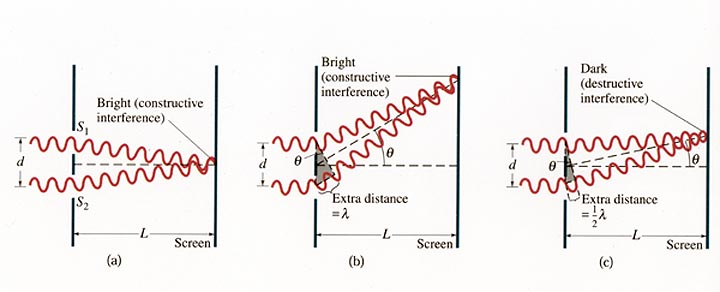 Bright (constructive
interference)
S1
d
S2
L
Screen
(a)
Bright
(constructive
interference)
d
θ
θ
Extra distance
=λ
L
Screen
(b)
Dark
(destructive
interference)
d
θ
θ
Extra distance
=1/2λ
L
Screen
(c)